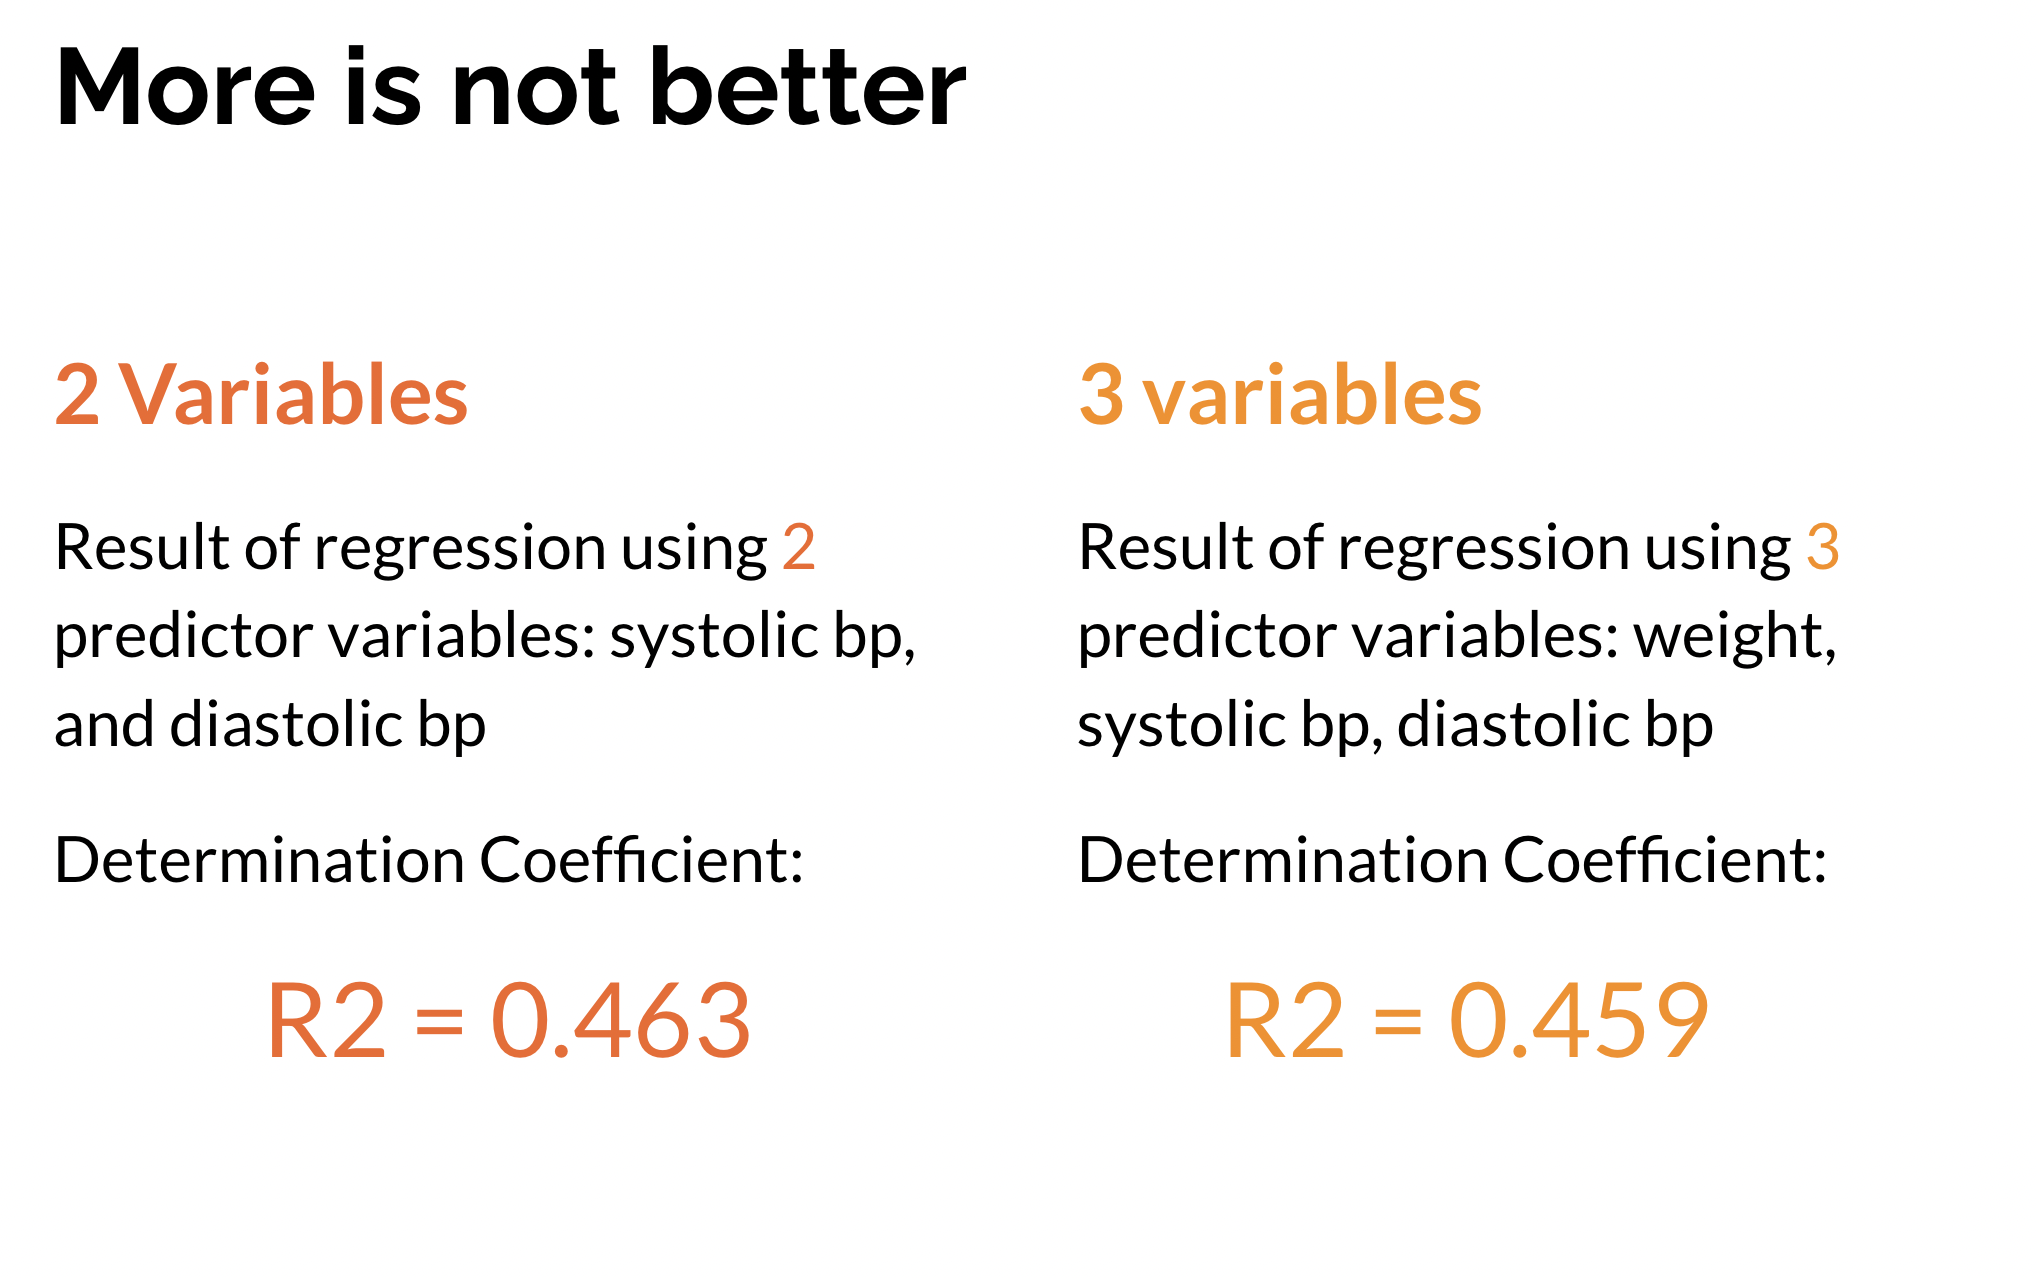 More is not better
2 Variables
Result of regression using 2
predictor variables: systolic bp,
and diastolic bp
Determination Coefficient:
R2 = 0.463
3 variables
Result of regression using 3
predictor variables: weight,
systolic bp, diastolic bp
Determination Coefficient:
R2 = 0.459